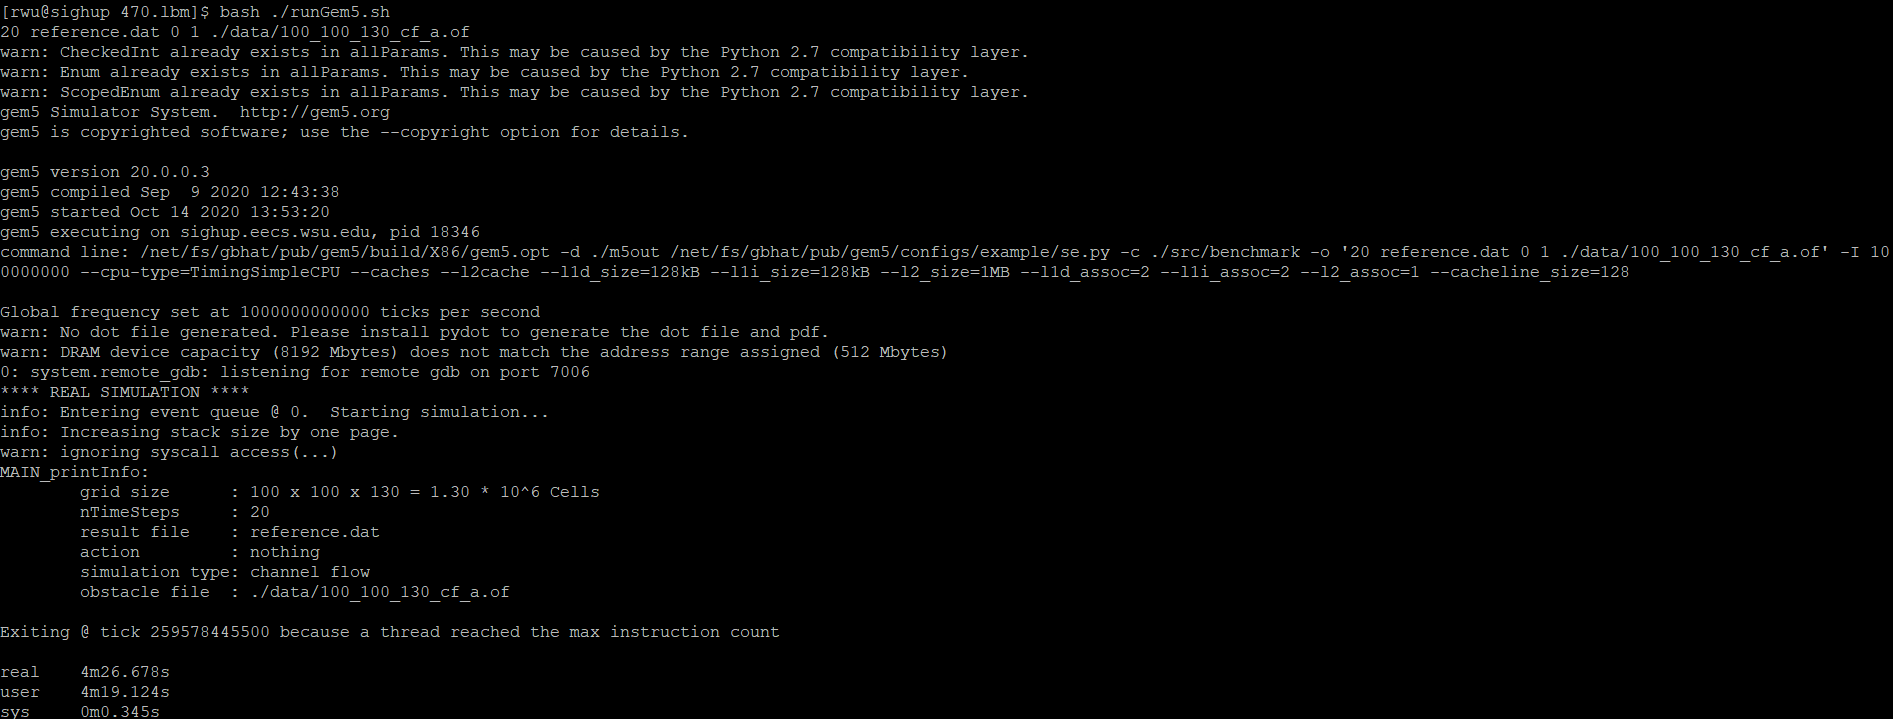 [rwu@sighup 470.lbm]$ bash ./runGem5.sh
20 reference.dat 0 1 ./data/100_100_130_cf_a.of
warn: CheckedInt already exists in allParams. This may be caused by the Python 2.7 compatibility layer.
warn: Enum already exists in allParams. This may be caused by the Python 2.7 compatibility layer.
warn: ScopedEnum already exists in allParams. This may be caused by the Python 2.7 compatibility layer.
gem5 Simulator System.  http://gem5.org
gem5 is copyrighted software; use the --copyright option for details.

gem5 version 20.0.0.3
gem5 compiled Sep  9 2020 12:43:38
gem5 started Oct 14 2020 13:53:20
gem5 executing on sighup.eecs.wsu.edu, pid 18346
command line: /net/fs/gbhat/pub/gem5/build/X86/gem5.opt -d ./m5out /net/fs/gbhat/pub/gem5/configs/example/se.py -c ./src/benchmark -o '20 reference.dat 0 1 ./data/100_100_130_cf_a.of' -I 10
0000000 --cpu-type=TimingSimpleCPU --caches --l2cache --l1d_size=128kB --l1i_size=128kB --l2_size=1MB --l1d_assoc=2 --l1i_assoc=2 --l2_assoc=1 --cacheline_size=128

Global frequency set at 1000000000000 ticks per second
warn: No dot file generated. Please install pydot to generate the dot file and pdf.
warn: DRAM device capacity (8192 Mbytes) does not match the address range assigned (512 Mbytes)
0: system.remote_gdb: listening for remote gdb on port 7006
**** REAL SIMULATION ****
info: Entering event queue @ 0.  Starting simulation...
info: Increasing stack size by one page.
warn: ignoring syscall access(...)
MAIN_printInfo:
        grid size      : 100 x 100 x 130 = 1.30 * 10^6 Cells
        nTimeSteps     : 20
        result file    : reference.dat
        action         : nothing
        simulation type: channel flow
        obstacle file  : ./data/100_100_130_cf_a.of

Exiting @ tick 259578445500 because a thread reached the max instruction count

real    4m26.678s
user    4m19.124s
sys     0m0.345s